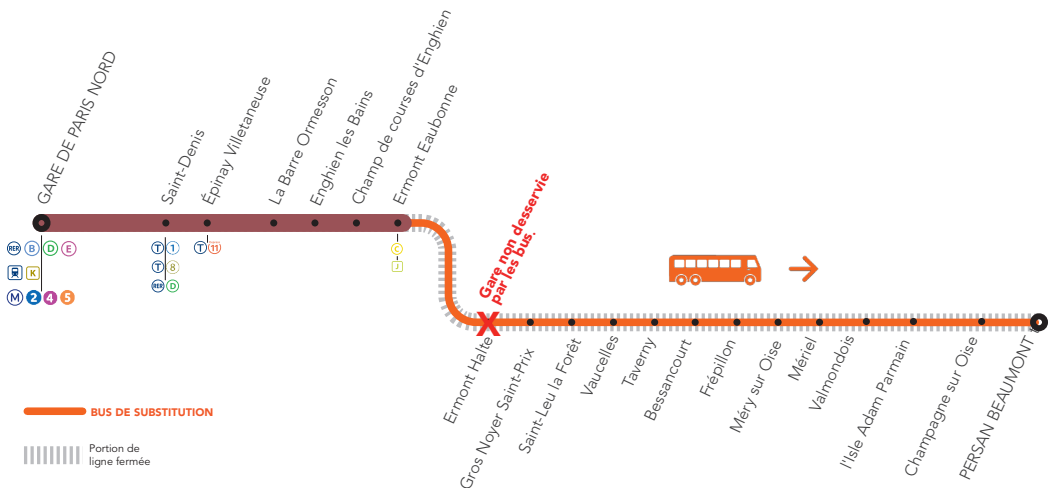 GARE DE PARIS NORD
Saint-Denis
Épinay Villetaneuse
La Barre Ormesson
Enghien les Bains
Champ de courses d'Enghien
Ermont Eaubonne
RER B D E
K
M 2 4 5
T 1
T 8
RER D
T 11
C
J
Gare non desservie
par les bus.
Ermont Halte
Gros Noyer Saint-Prix
Saint-Leu la Forêt
Vaucelles
Taverny
Bessancourt
Frépillon
Méry sur Oise
Mériel
Valmondois
l'Isle Adam Parmain
Champagne sur Oise
PERSAN BEAUMONT
BUS DE SUBSTITUTION
Portion de
ligne fermée